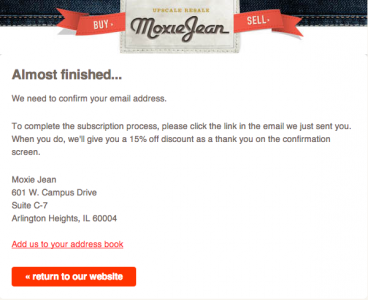 UPSCALE RESALE
BUY
MoxieJean
SELL
Almost finished...
We need to confirm your email address.
To complete the subscription process, please click the link in the email we just sent you.
When you do, we'll give you a 15% off discount as a thank you on the confirmation
screen.
Moxie Jean
601 W. Campus Drive
Suite C-7
Arlington Heights, IL 60004
Add us to your address book
« return to our website